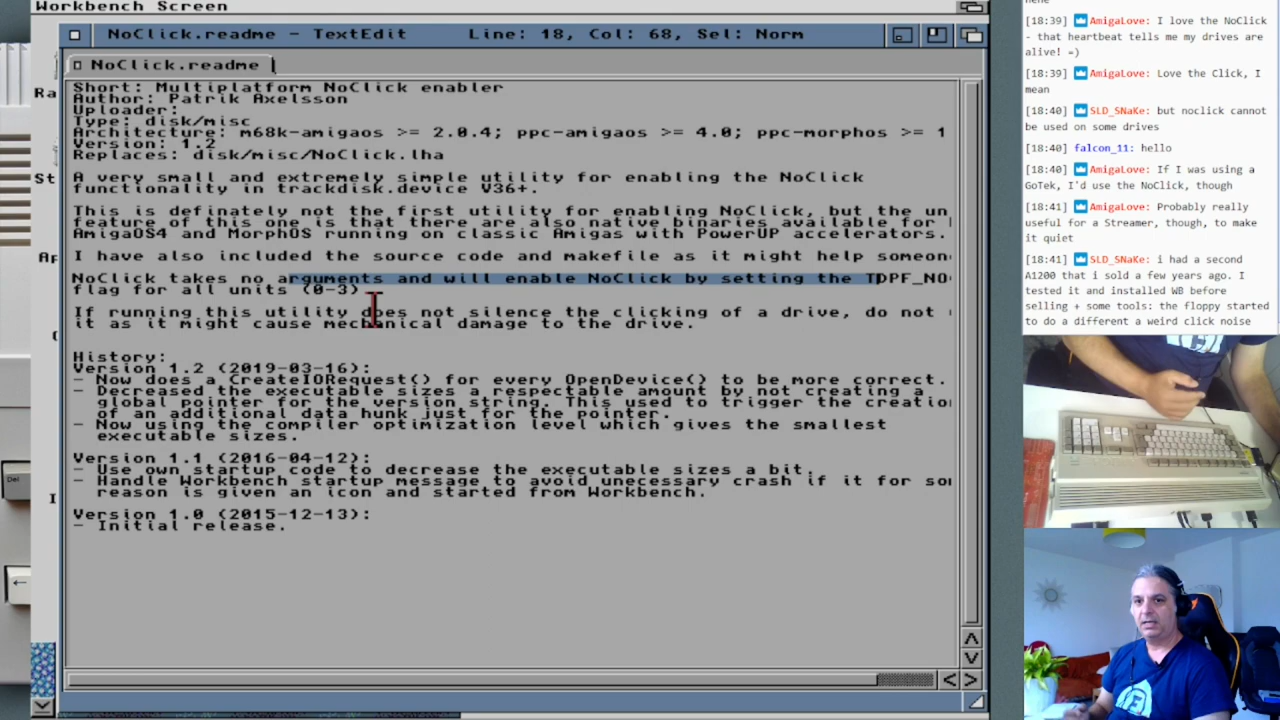 Workbench Screen
NoClick.readme - TextEdit Line: 18, Col: 68, Sel: Norm
NoClick.readme
Short: Multiplatform NoClick enabler
Author: Patrik Axelsson
Uploader:
Type: disk/misc
Architecture: m68k-amigaos >= 2.0.4; ppc-amigaos >= 4.0; ppc-morphos >= 1
Version: 1.2
Replaces: disk/misc/NoClick.lha
A very small and extremely simple utility for enabling the NoClick
functionality in trackdisk.device V36+.
This is definately not the first utility for enabling NoClick, but the un
feature of this one is that there are also native binaries available for
AmigaOS4 and MorphOS running on classic Amigas with PowerUP accelerators.
I have also included the source code and makefile as it might help someon
NoClick takes no arguments and will enable NoClick by setting the TDPF_NO
flag for all units (0-3)
If running this utility does not silence the clicking of a drive, do not
it as it might cause mechanical damage to the drive.
History:
Version 1.2 (2019-03-16):
- Now does a CreateIORequest() for every OpenDevice() to be more correct.
- Decreased the executable sizes a respectable amount by not creating a
global pointer for the version string. This used to trigger the creatio
of an additional data hunk just for the pointer.
- Now using the compiler optimization level which gives the smallest
executable sizes.
Version 1.1 (2016-04-12):
- Use own startup code to decrease the executable sizes a bit.
- Handle Workbench startup message to avoid unecessary crash if it for so
reason is given an icon and started from Workbench.
Version 1.0 (2015-12-13):
- Initial release.
Ra
St
Ap
Del
[18:39] AmigaLove: I love the NoClick
- that heartbeat tells me my drives are
alive! =)
[18:39] AmigaLove: Love the Click, I
mean
[18:40] SLD_SNaKe: but noclick cannot
be used on some drives
[18:40] falcon_11: hello
[18:40] AmigaLove: If I was using a
GoTek, I'd use the NoClick, though
[18:41] AmigaLove: Probably really
useful for a Streamer, though, to make
it quiet
[18:41] SLD_SNaKe: i had a second
A1200 that i sold a few years ago. I
tested it and installed WB before
selling + some tools: the floppy started
to do a different a weird click noise